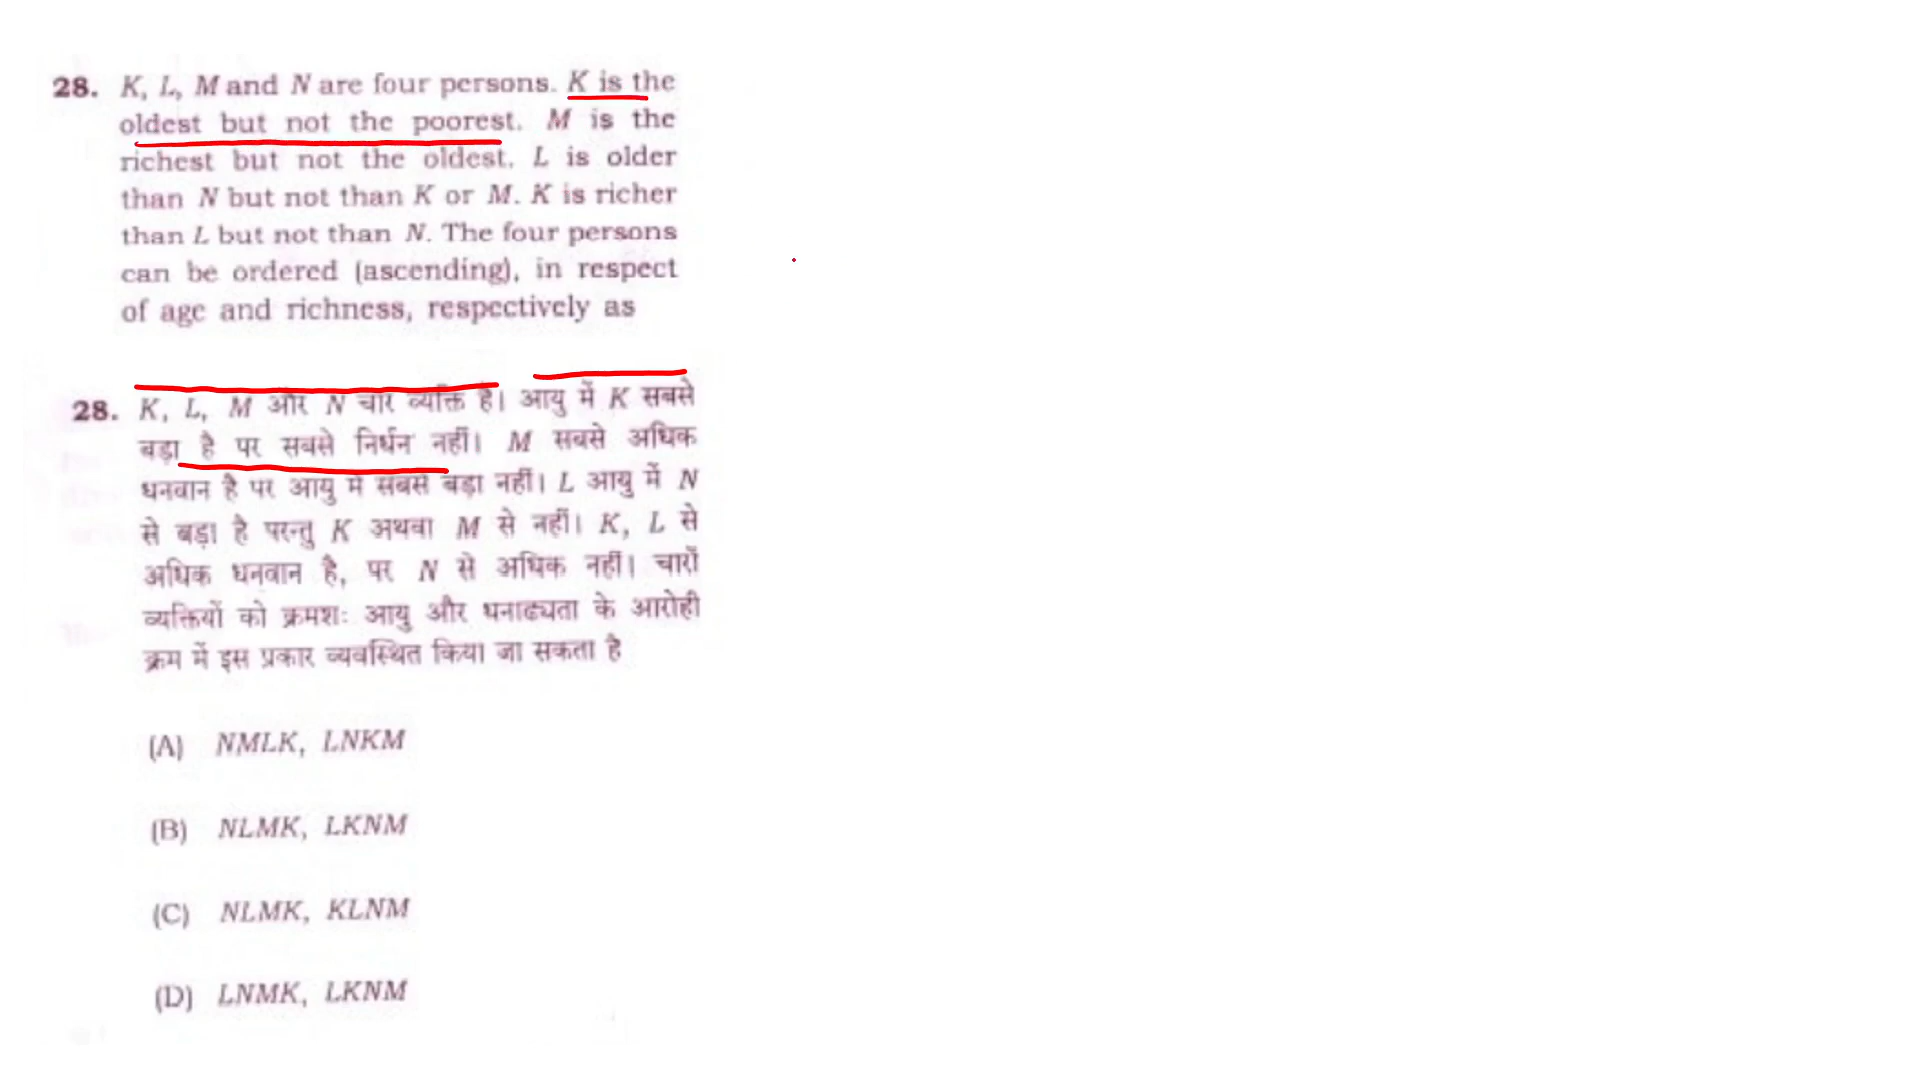 28. K, L, M and N are four persons. K is the
oldest but not the poorest. M is the
richest but not the oldest. L is older
than N but not than K or M. K is richer
than L but not than N. The four persons
can be ordered (ascending), in respect
of age and richness, respectively as
28. K, L, M और N चार व्यक्ति है। आयु में K सबसे
बड़ा है पर सबसे निर्धन नहीं। M सबसे अधिक
धनवान है पर आयु में सबसे बड़ा नहीं। L आयु में N
से बड़ा है परन्तु K अथवा M से नहीं। K, L से
अधिक धनवान है, पर N से अधिक नहीं। चारों
व्यक्तियों को क्रमशः आयु और धनाढ्यता के आरोही
क्रम में इस प्रकार व्यवस्थित किया जा सकता है
(A) NMLK, LNKM
(B) NLMK, LKNM
(C) NLMK, KLNM
(D) LNMK, LKNM